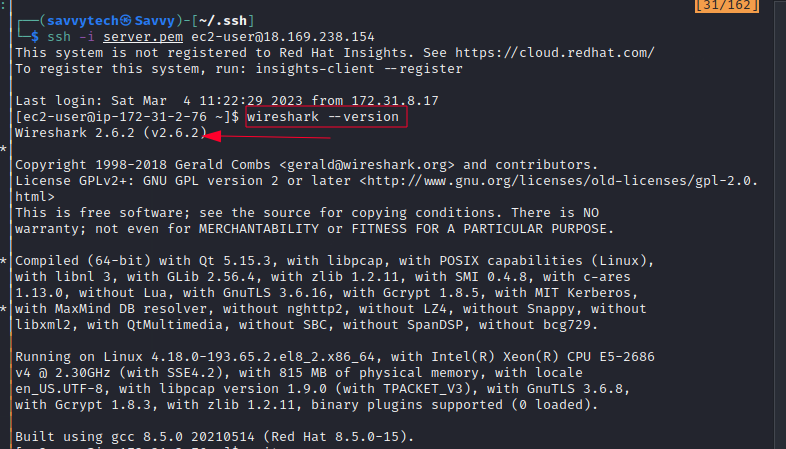 [31/162]
┌──(savvytech㉿Savvy)-[~/.ssh]
└─$ ssh -i server.pem ec2-user@18.169.238.154
This system is not registered to Red Hat Insights. See https://cloud.redhat.com/
To register this system, run: insights-client --register
Last login: Sat Mar  4 11:22:29 2023 from 172.31.8.17
[ec2-user@ip-172-31-2-76 ~]$ wireshark --version
Wireshark 2.6.2 (v2.6.2)
*
Copyright 1998-2018 Gerald Combs <gerald@wireshark.org> and contributors.
License GPLv2+: GNU GPL version 2 or later <http://www.gnu.org/licenses/old-licenses/gpl-2.0.
html>
This is free software; see the source for copying conditions. There is NO
warranty; not even for MERCHANTABILITY or FITNESS FOR A PARTICULAR PURPOSE.
* Compiled (64-bit) with Qt 5.15.3, with libpcap, with POSIX capabilities (Linux),
with libnl 3, with GLib 2.56.4, with zlib 1.2.11, with SMI 0.4.8, with c-ares
1.13.0, without Lua, with GnuTLS 3.6.16, with Gcrypt 1.8.5, with MIT Kerberos,
* with MaxMind DB resolver, without nghttp2, without LZ4, without Snappy, without
libxml2, with QtMultimedia, without SBC, without SpanDSP, without bcg729.
Running on Linux 4.18.0-193.65.2.el8_2.x86_64, with Intel(R) Xeon(R) CPU E5-2686
v4 @ 2.30GHz (with SSE4.2), with 815 MB of physical memory, with locale
en_US.UTF-8, with libpcap version 1.9.0 (with TPACKET_V3), with GnuTLS 3.6.8,
with Gcrypt 1.8.3, with zlib 1.2.11, binary plugins supported (0 loaded).
Built using gcc 8.5.0 20210514 (Red Hat 8.5.0-15).